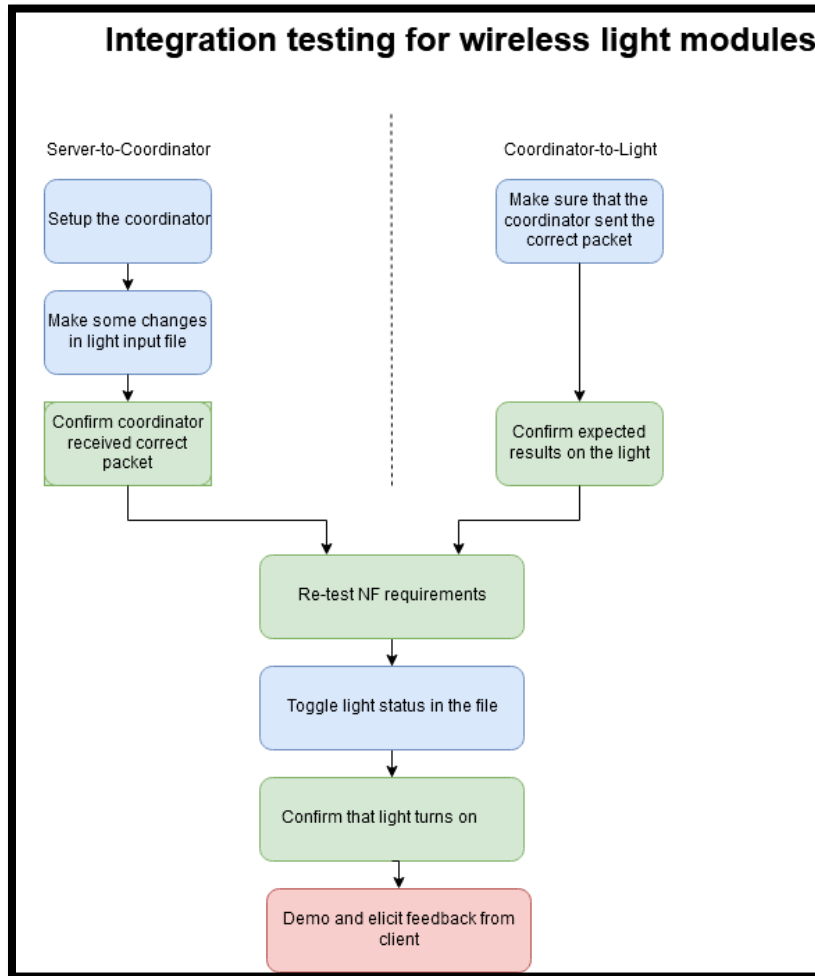 Integration testing for wireless light modules
Server-to-Coordinator
Coordinator-to-Light
Setup the coordinator
Make sure that the
coordinator sent the
correct packet
Make some changes
in light input file
Confirm coordinator
received correct
packet
Confirm expected
results on the light
Re-test NF requirements
Toggle light status in the file
Confirm that light turns on
Demo and elicit feedback from
client